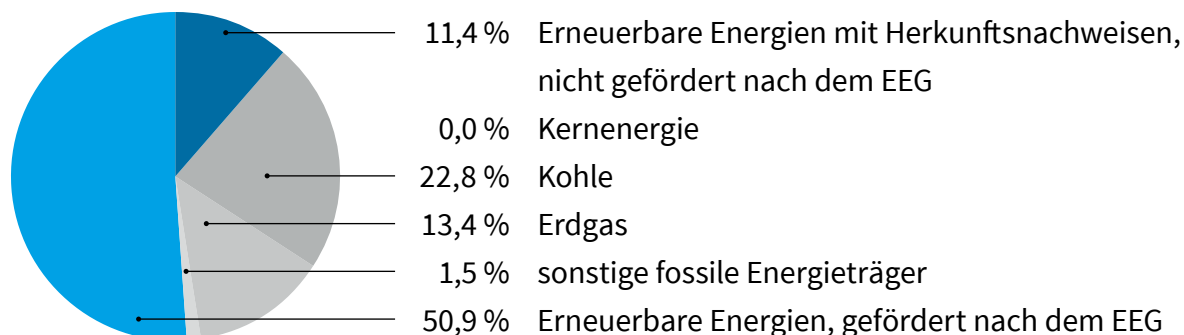 11,4 % Erneuerbare Energien mit Herkunftsnachweisen,
nicht gefördert nach dem EEG
0,0 % Kernenergie
22,8 % Kohle
13,4 % Erdgas
1,5 % sonstige fossile Energieträger
50,9 % Erneuerbare Energien, gefördert nach dem EEG